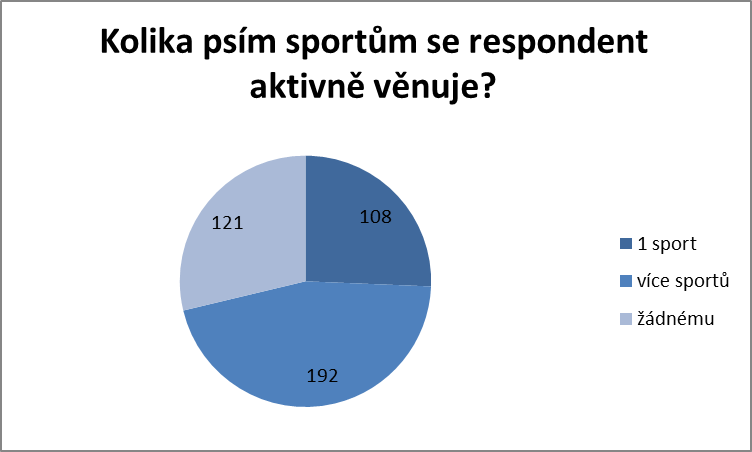 Kolika psím sportům se respondent
aktivně věnuje?
121
108
192
1 sport
více sportů
žádnému